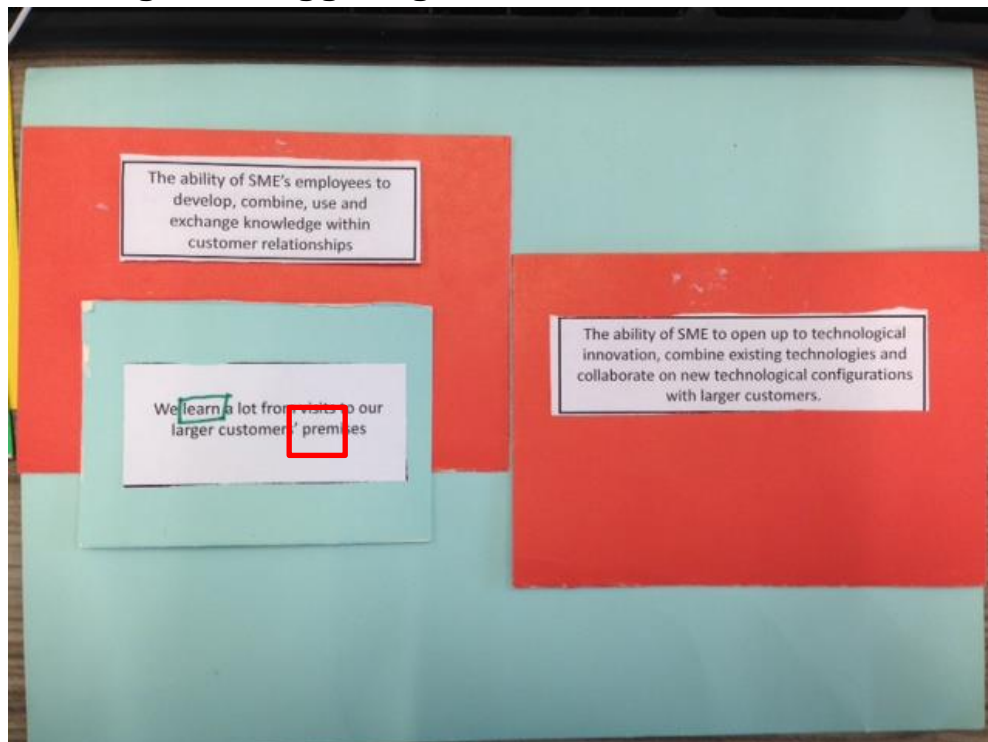 The ability of SME's employees to
develop, combine, use and
exchange knowledge within
customer relationships
The ability of SME to open up to technological
innovation, combine existing technologies and
collaborate on new technological configurations
with larger customers.
We learn a lot from visits to our
larger customers' premises